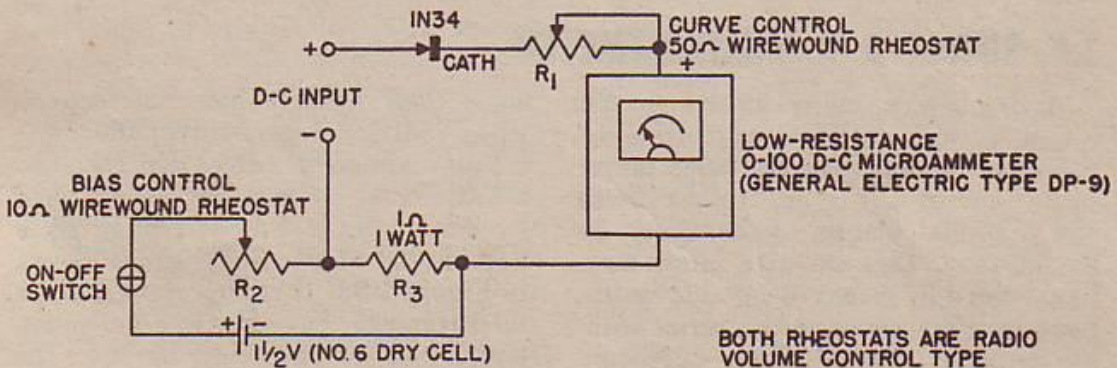 IN34
+
CATH
R1
CURVE CONTROL
50Ω WIREWOUND RHEOSTAT
+
D-C INPUT
-
LOW-RESISTANCE
0-100 D-C MICROAMMETER
(GENERAL ELECTRIC TYPE DP-9)
BIAS CONTROL
10Ω WIREWOUND RHEOSTAT
1Ω
1 WATT
ON-OFF
SWITCH
R2
R3
+ -
1 1/2V (NO. 6 DRY CELL)
BOTH RHEOSTATS ARE RADIO
VOLUME CONTROL TYPE